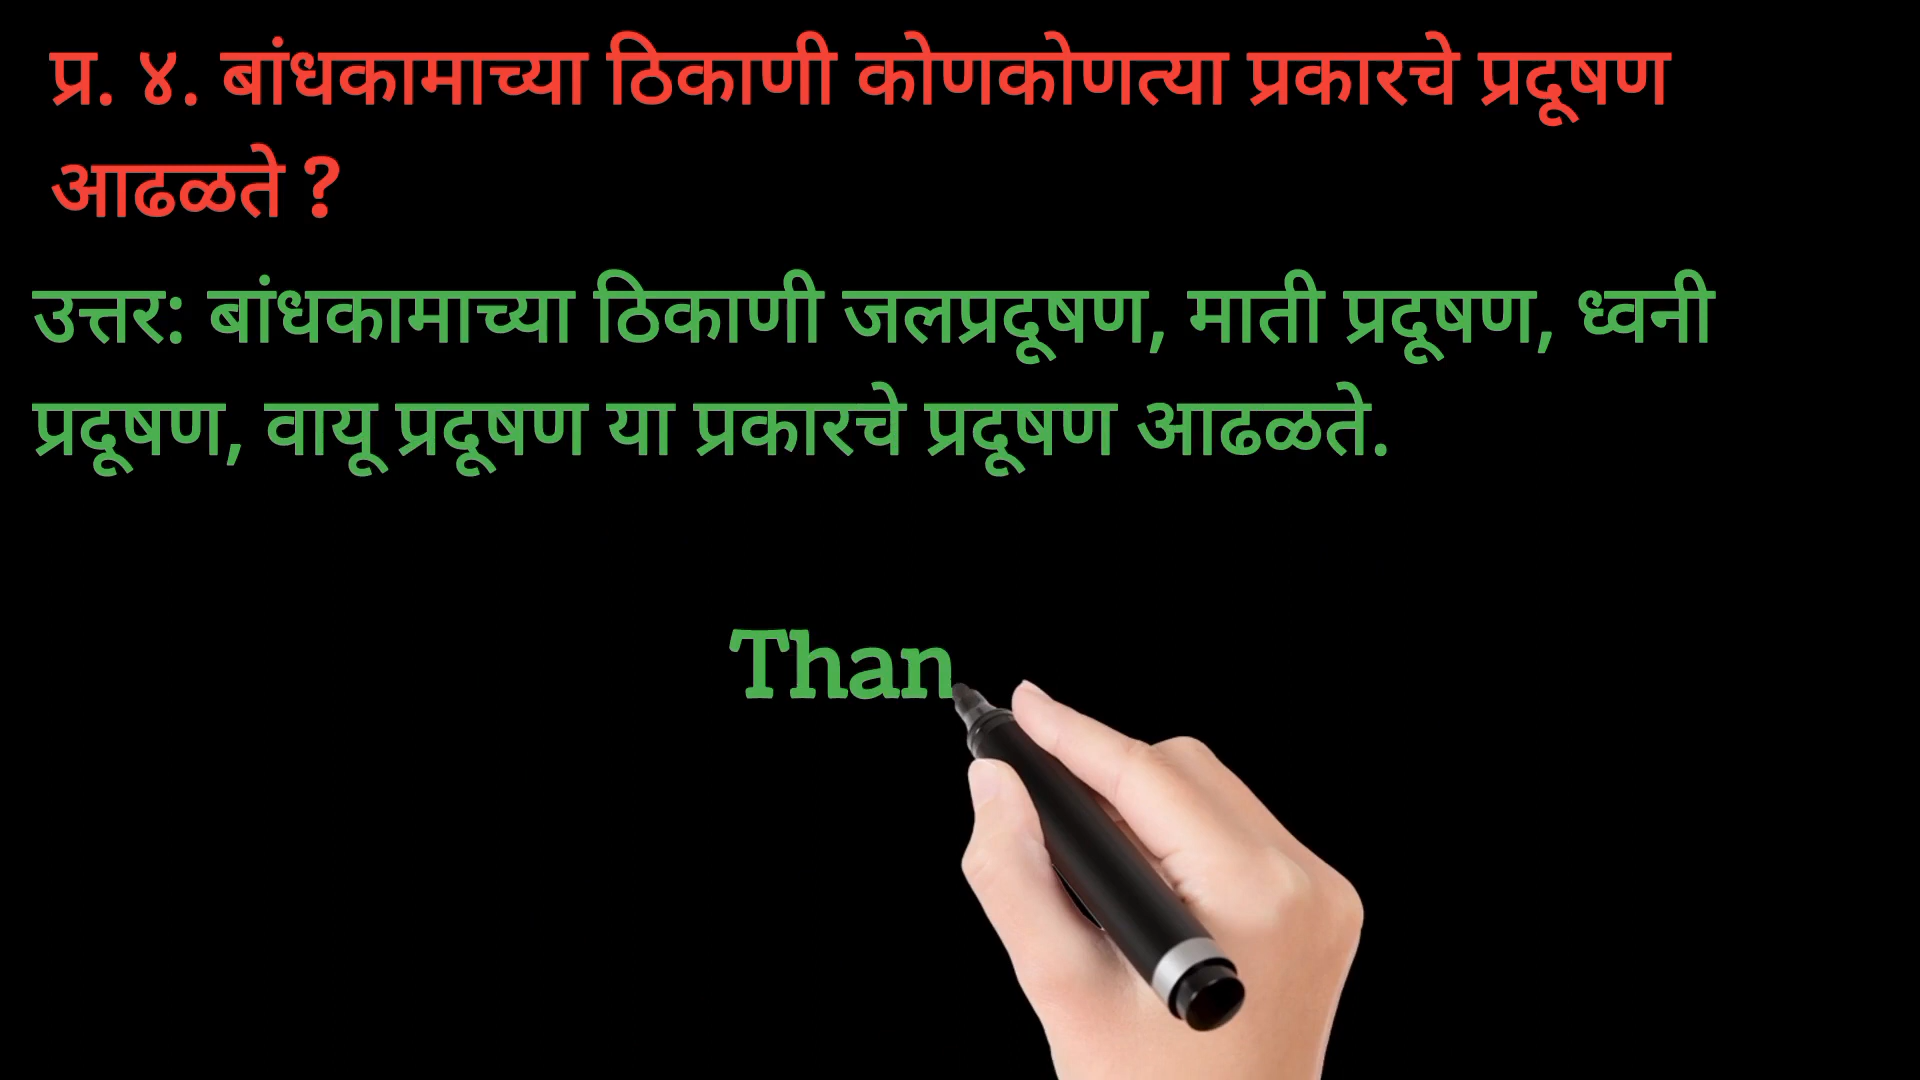 प्र. ४. बांधकामाच्या ठिकाणी कोणकोणत्या प्रकारचे प्रदूषण
आढळते ?
उत्तर: बांधकामाच्या ठिकाणी जलप्रदूषण, माती प्रदूषण, ध्वनी
प्रदूषण, वायू प्रदूषण या प्रकारचे प्रदूषण आढळते.
Than